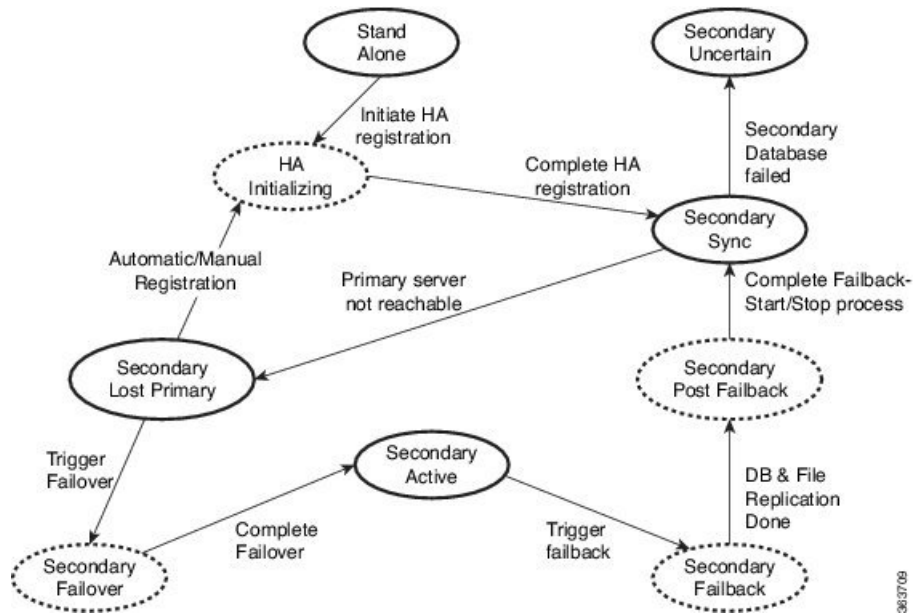 Stand
Alone
Secondary
Uncertain
Initiate HA
registration
Secondary
Database
failed
HA
Initializing
Complete HA
registration
Secondary
Sync
Automatic/Manual
Registration
Primary server
not reachable
Complete Failback-
Start/Stop process
Secondary
Lost Primary
Secondary
Post Failback
Trigger
Failover
Secondary
Active
DB & File
Replication
Done
Complete
Failover
Trigger
failback
Secondary
Failover
Secondary
Failback
363709